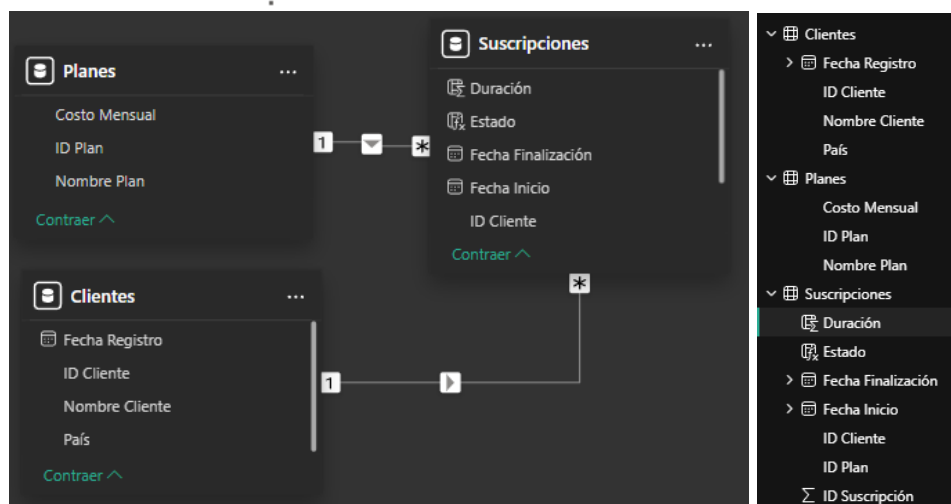 Planes
...
Costo Mensual
ID Plan
Nombre Plan
Contraer
1
*
Suscripciones
...
Duración
Estado
Fecha Finalización
Fecha Inicio
ID Cliente
Contraer
*
Clientes
...
Fecha Registro
ID Cliente
Nombre Cliente
País
Contraer
1
Clientes
Fecha Registro
ID Cliente
Nombre Cliente
País
Planes
Costo Mensual
ID Plan
Nombre Plan
Suscripciones
Duración
Estado
Fecha Finalización
Fecha Inicio
ID Cliente
ID Plan
∑ ID Suscripción